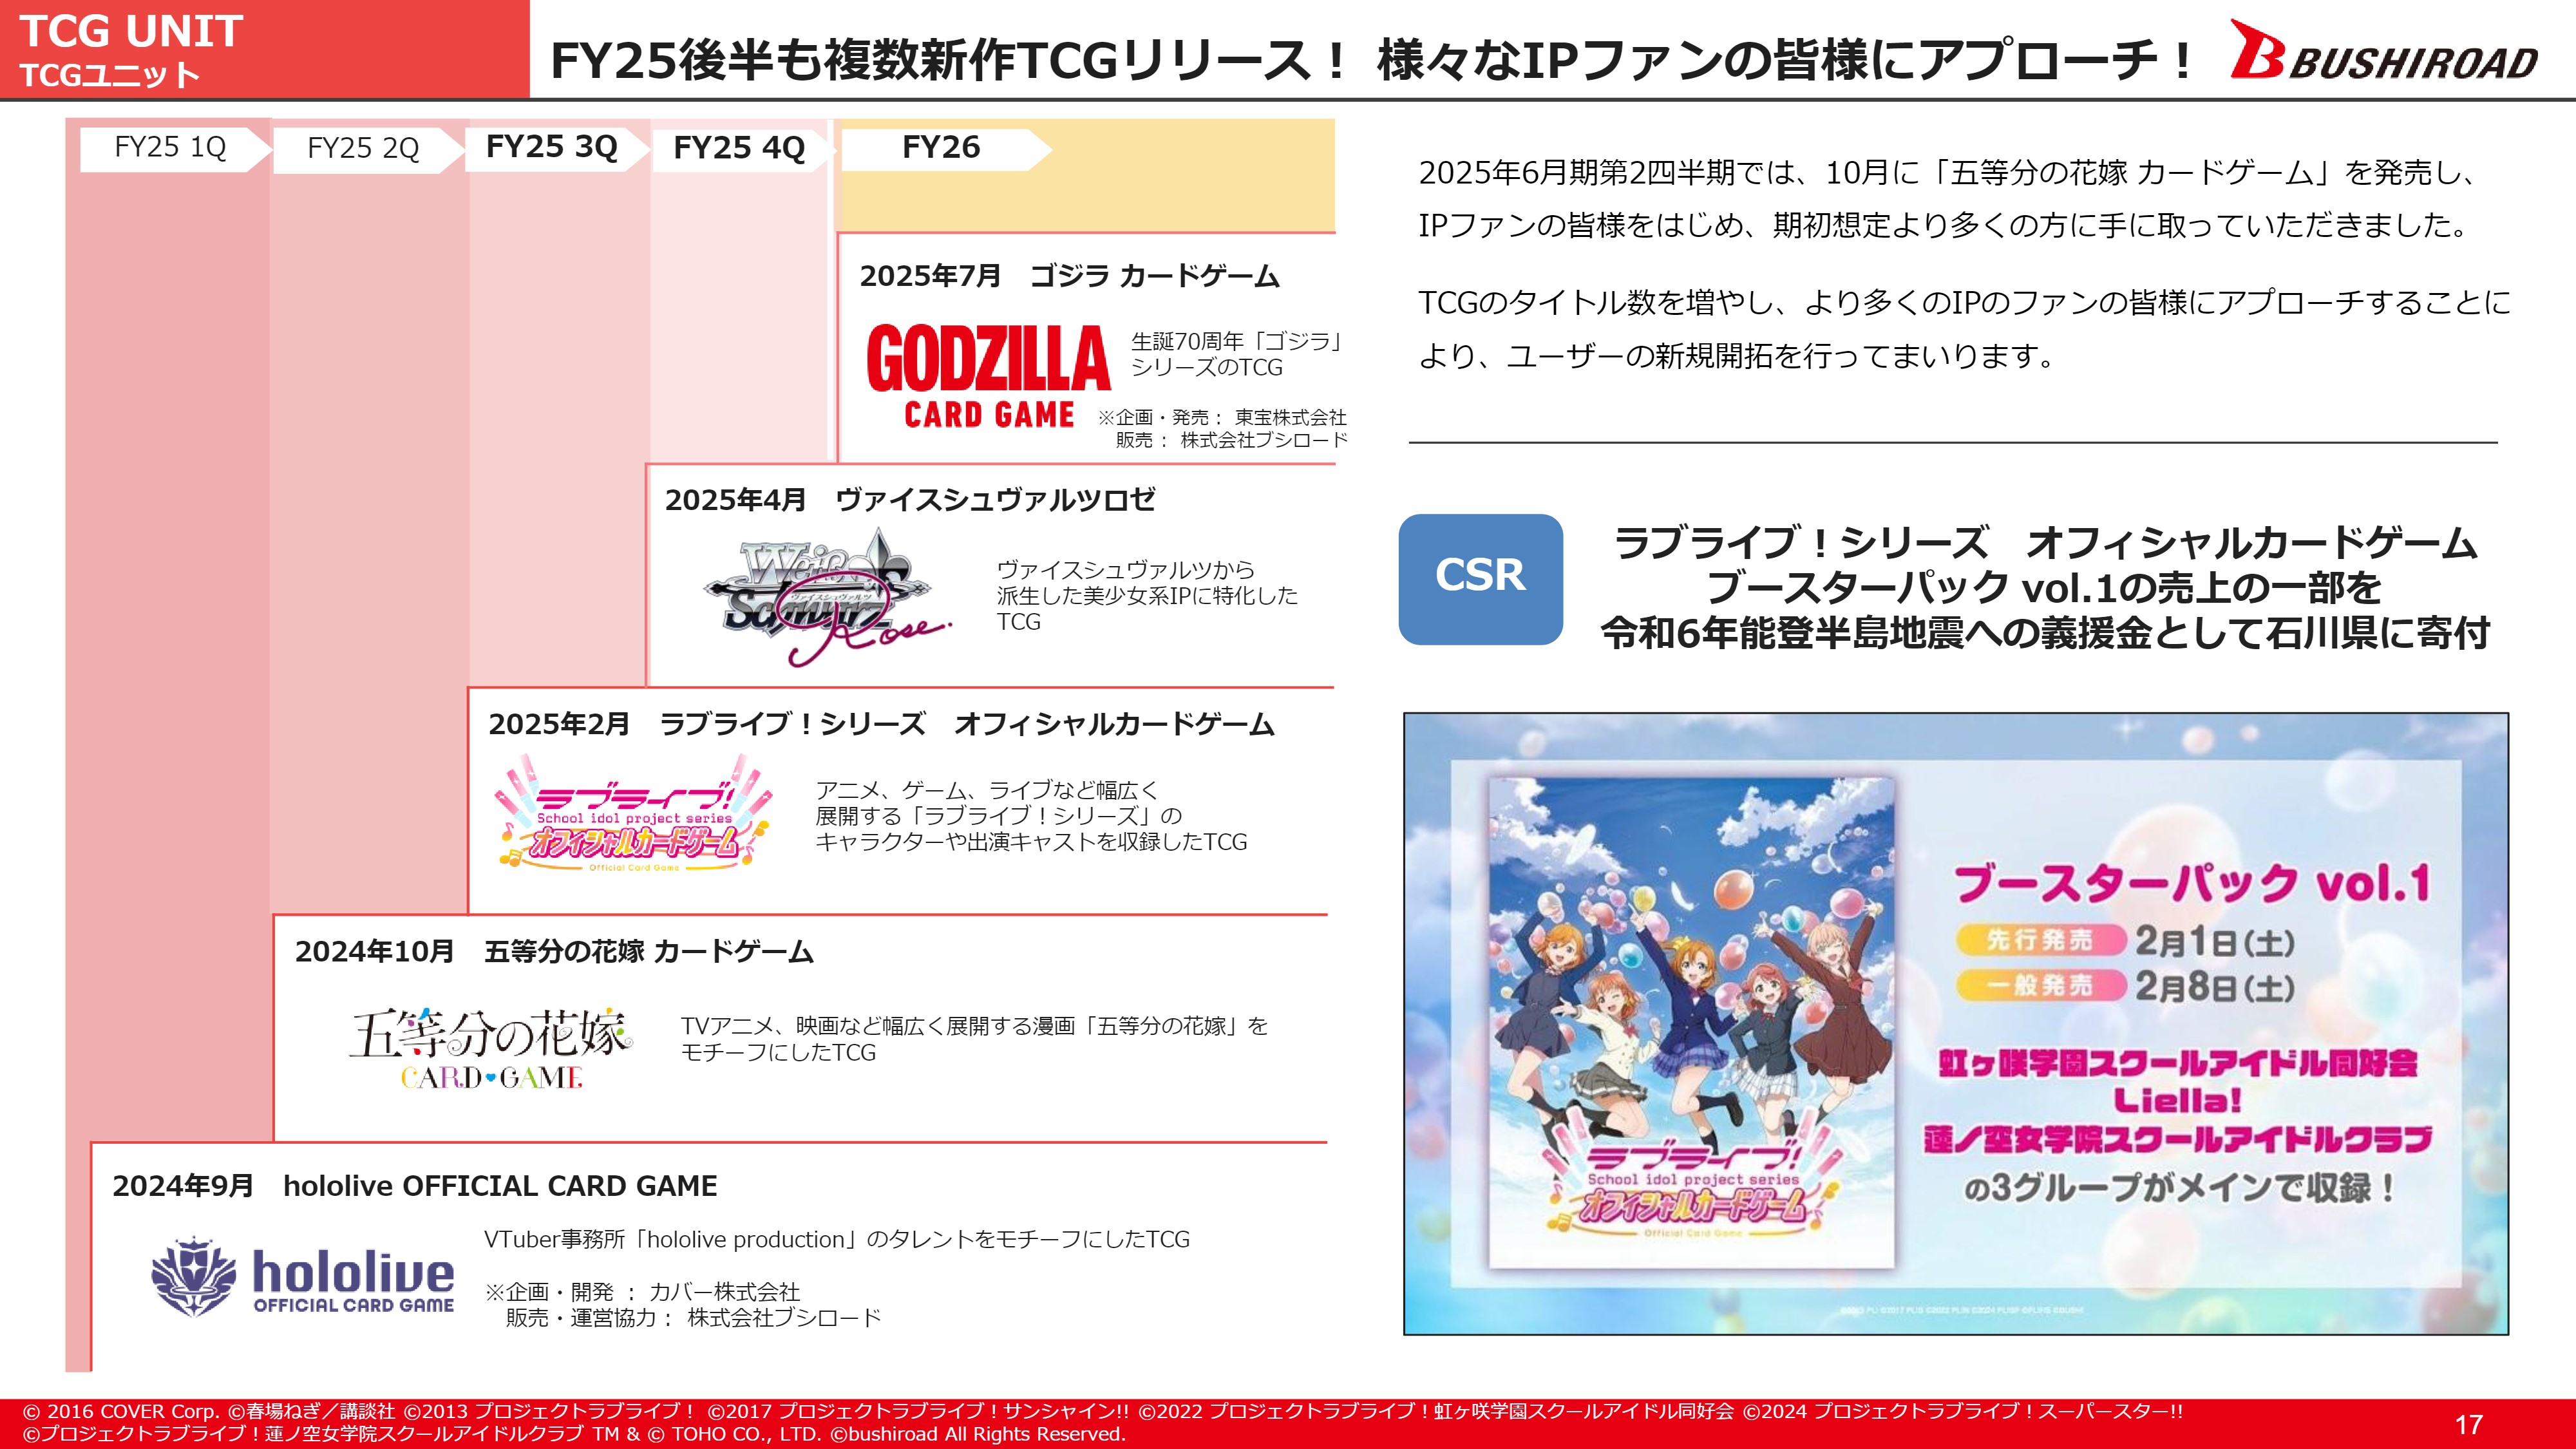 TCG UNIT
TCGユニット
FY25後半も複数新作TCGリリース！ 様々なIPファンの皆様にアプローチ！
BUSHIROAD
FY25 1Q
FY25 2Q
FY25 3Q
FY25 4Q
FY26
2025年7月　ゴジラ カードゲーム
GODZILLA
CARD GAME
生誕70周年「ゴジラ」
シリーズのTCG
※企画・発売： 東宝株式会社
販売： 株式会社ブシロード
2025年4月　ヴァイスシュヴァルツロゼ
Weiß
ヴァイスシュヴァルツ
Schwarz
Rose.
ヴァイスシュヴァルツから
派生した美少女系IPに特化した
TCG
2025年2月　ラブライブ！シリーズ　オフィシャルカードゲーム
ラブライブ！
School idol project series
オフィシャルカードゲーム
Official Card Game
アニメ、ゲーム、ライブなど幅広く
展開する「ラブライブ！シリーズ」の
キャラクターや出演キャストを収録したTCG
2024年10月　五等分の花嫁 カードゲーム
五等分の花嫁
CARD♥GAME
TVアニメ、映画など幅広く展開する漫画「五等分の花嫁」を
モチーフにしたTCG
2024年9月　hololive OFFICIAL CARD GAME
hololive
OFFICIAL CARD GAME
VTuber事務所「hololive production」のタレントをモチーフにしたTCG
※企画・開発 ： カバー株式会社
販売・運営協力： 株式会社ブシロード
2025年6月期第2四半期では、10月に「五等分の花嫁 カードゲーム」を発売し、
IPファンの皆様をはじめ、期初想定より多くの方に手に取っていただきました。
TCGのタイトル数を増やし、より多くのIPのファンの皆様にアプローチすることに
より、ユーザーの新規開拓を行ってまいります。
CSR
ラブライブ！シリーズ　オフィシャルカードゲーム
ブースターパック vol.1の売上の一部を
令和6年能登半島地震への義援金として石川県に寄付
ラブライブ！
School idol project series
オフィシャルカードゲーム
Official Card Game
ブースターパック vol.1
先行発売 2月1日（土）
一般発売 2月8日（土）
虹ヶ咲学園スクールアイドル同好会
Liella!
蓮ノ空女学院スクールアイドルクラブ
の3グループがメインで収録！
© 2016 COVER Corp. ©春場ねぎ／講談社 ©2013 プロジェクトラブライブ！ ©2017 プロジェクトラブライブ！サンシャイン!! ©2022 プロジェクトラブライブ！虹ヶ咲学園スクールアイドル同好会 ©2024 プロジェクトラブライブ！スーパースター!!
©プロジェクトラブライブ！蓮ノ空女学院スクールアイドルクラブ TM & © TOHO CO., LTD. ©bushiroad All Rights Reserved.
17